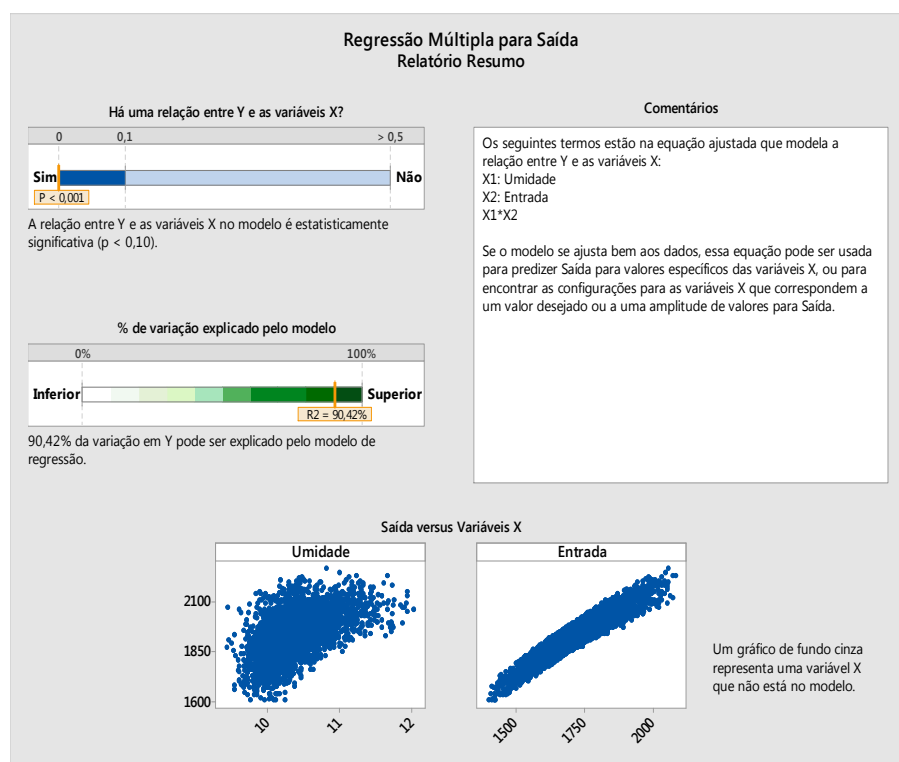 Regressão Múltipla para Saída
Relatório Resumo
Há uma relação entre Y e as variáveis X?
0 0,1 > 0,5
Sim Não
P < 0,001
A relação entre Y e as variáveis X no modelo é estatisticamente
significativa (p < 0,10).
% de variação explicado pelo modelo
0% 100%
Inferior Superior
R2 = 90,42%
90,42% da variação em Y pode ser explicado pelo modelo de
regressão.
Comentários
Os seguintes termos estão na equação ajustada que modela a
relação entre Y e as variáveis X:
X1: Umidade
X2: Entrada
X1*X2
Se o modelo se ajusta bem aos dados, essa equação pode ser usada
para predizer Saída para valores específicos das variáveis X, ou para
encontrar as configurações para as variáveis X que correspondem a
um valor desejado ou a uma amplitude de valores para Saída.
Saída versus Variáveis X
Umidade Entrada
2100
1850
1600
10 11 12 1500 1750 2000
Um gráfico de fundo cinza
representa uma variável X
que não está no modelo.